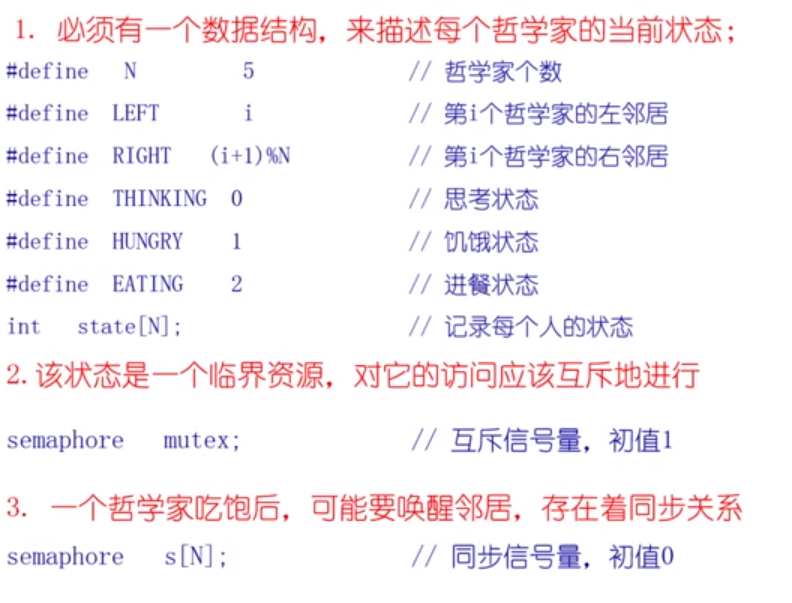 1. 必须有一个数据结构，来描述每个哲学家的当前状态；
#define N 5 // 哲学家个数
#define LEFT i // 第i个哲学家的左邻居
#define RIGHT (i+1)%N // 第i个哲学家的右邻居
#define THINKING 0 // 思考状态
#define HUNGRY 1 // 饥饿状态
#define EATING 2 // 进餐状态
int state[N]; // 记录每个人的状态
2.该状态是一个临界资源，对它的访问应该互斥地进行
semaphore mutex; // 互斥信号量，初值1
3. 一个哲学家吃饱后，可能要唤醒邻居，存在着同步关系
semaphore s[N]; // 同步信号量，初值0